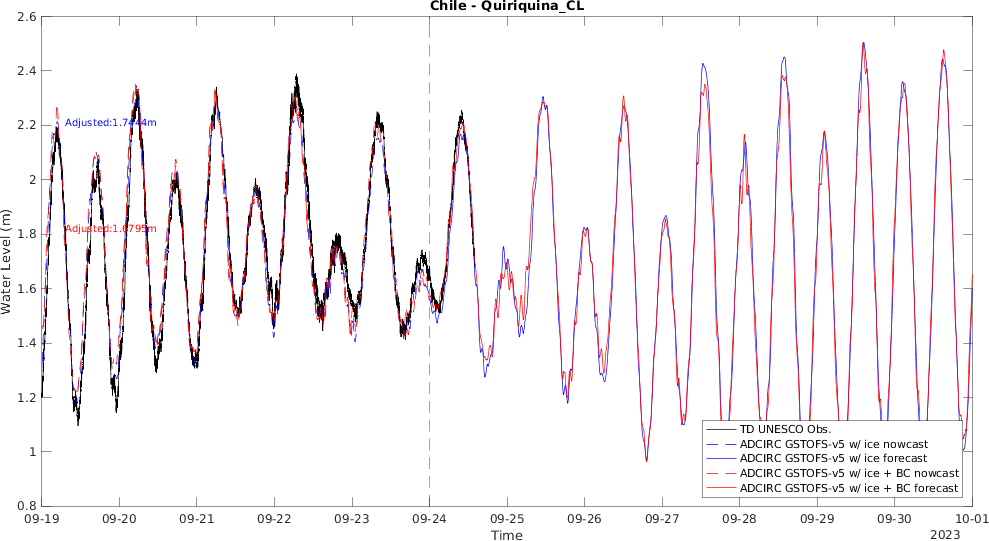 Chile - Quiriquina_CL
2.6
2.4
2.2
2
1.8
1.6
1.4
1.2
1
0.8
Water Level (m)
Adjusted:1.7444m
Adjusted:1.6795m
TD UNESCO Obs.
ADCIRC GSTOFS-v5 w/ ice nowcast
ADCIRC GSTOFS-v5 w/ ice forecast
ADCIRC GSTOFS-v5 w/ ice + BC nowcast
ADCIRC GSTOFS-v5 w/ ice + BC forecast
09-19 09-20 09-21 09-22 09-23 09-24 09-25 09-26 09-27 09-28 09-29 09-30 10-01
Time
2023